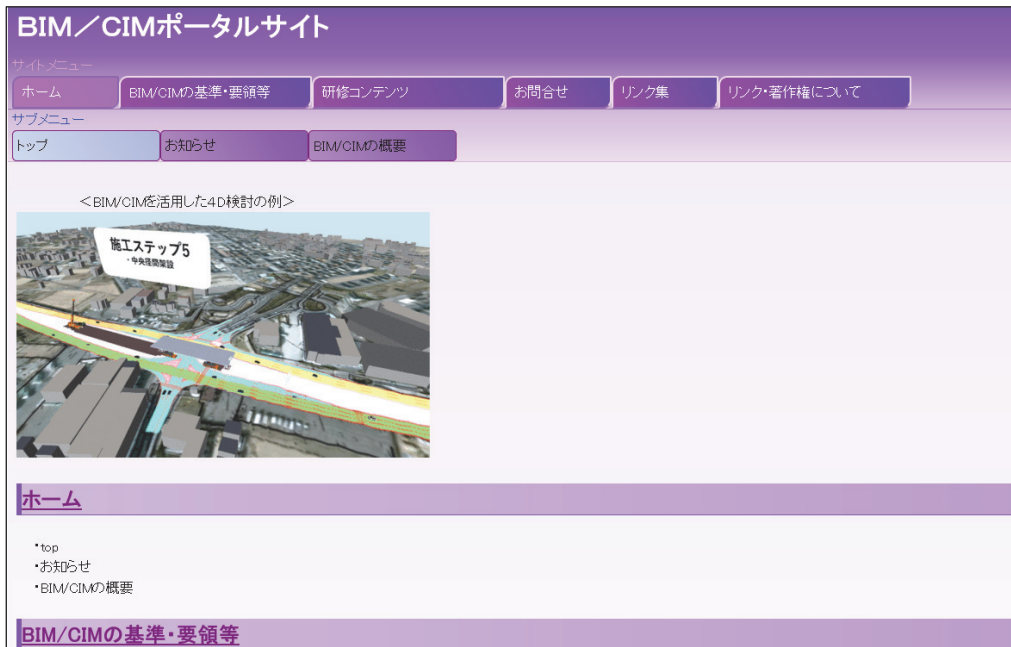 BIM／CIMポータルサイト
サイトメニュー
ホーム BIM/CIMの基準・要領等 研修コンテンツ お問合せ リンク集 リンク・著作権について
サブメニュー
トップ お知らせ BIM/CIMの概要
＜BIM/CIMを活用した4D検討の例＞
施工ステップ5
・中央径間架設
ホーム
・top
・お知らせ
・BIM/CIMの概要
BIM/CIMの基準・要領等